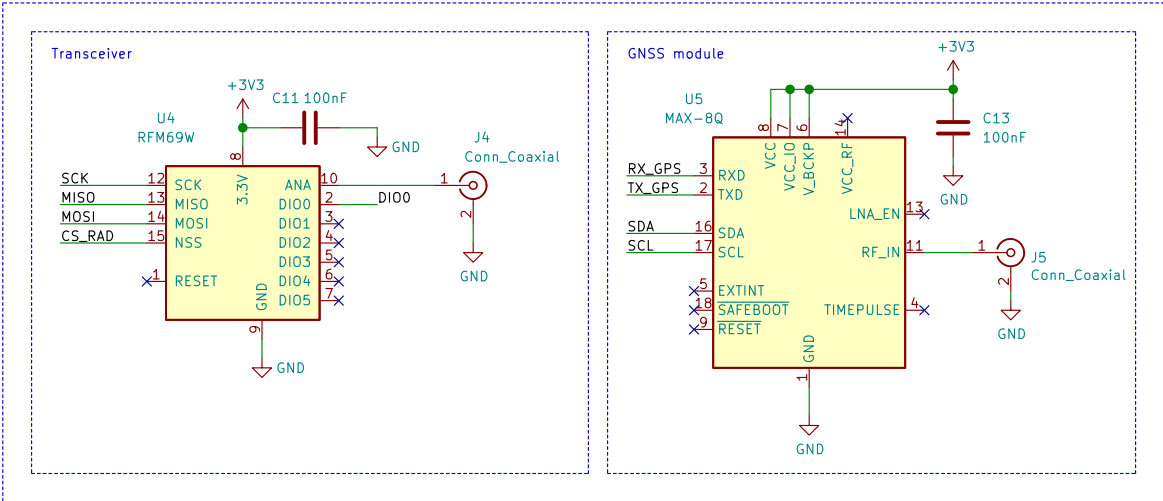 Transceiver
+3V3
C11 100nF
U4
RFM69W
8
3.3V
SCK 12 SCK
MISO 13 MISO
MOSI 14 MOSI
CS_RAD 15 NSS
1 RESET
ANA 10
DIO0 2 DIO0
DIO1 3
DIO2 4
DIO3 5
DIO4 6
DIO5 7
GND
9
GND
GND
J4
Conn_Coaxial
1
2
GND
GNSS module
+3V3
U5
MAX-8Q
8 7 6 14
VCC VCC_IO V_BCKP VCC_RF
C13
100nF
GND
RX_GPS 3 RXD
TX_GPS 2 TXD
SDA 16 SDA
SCL 17 SCL
5 EXTINT
18 SAFEBOOT
9 RESET
LNA_EN 13
RF_IN 11
TIMEPULSE 4
GND
1
GND
1
J5
Conn_Coaxial
2
GND